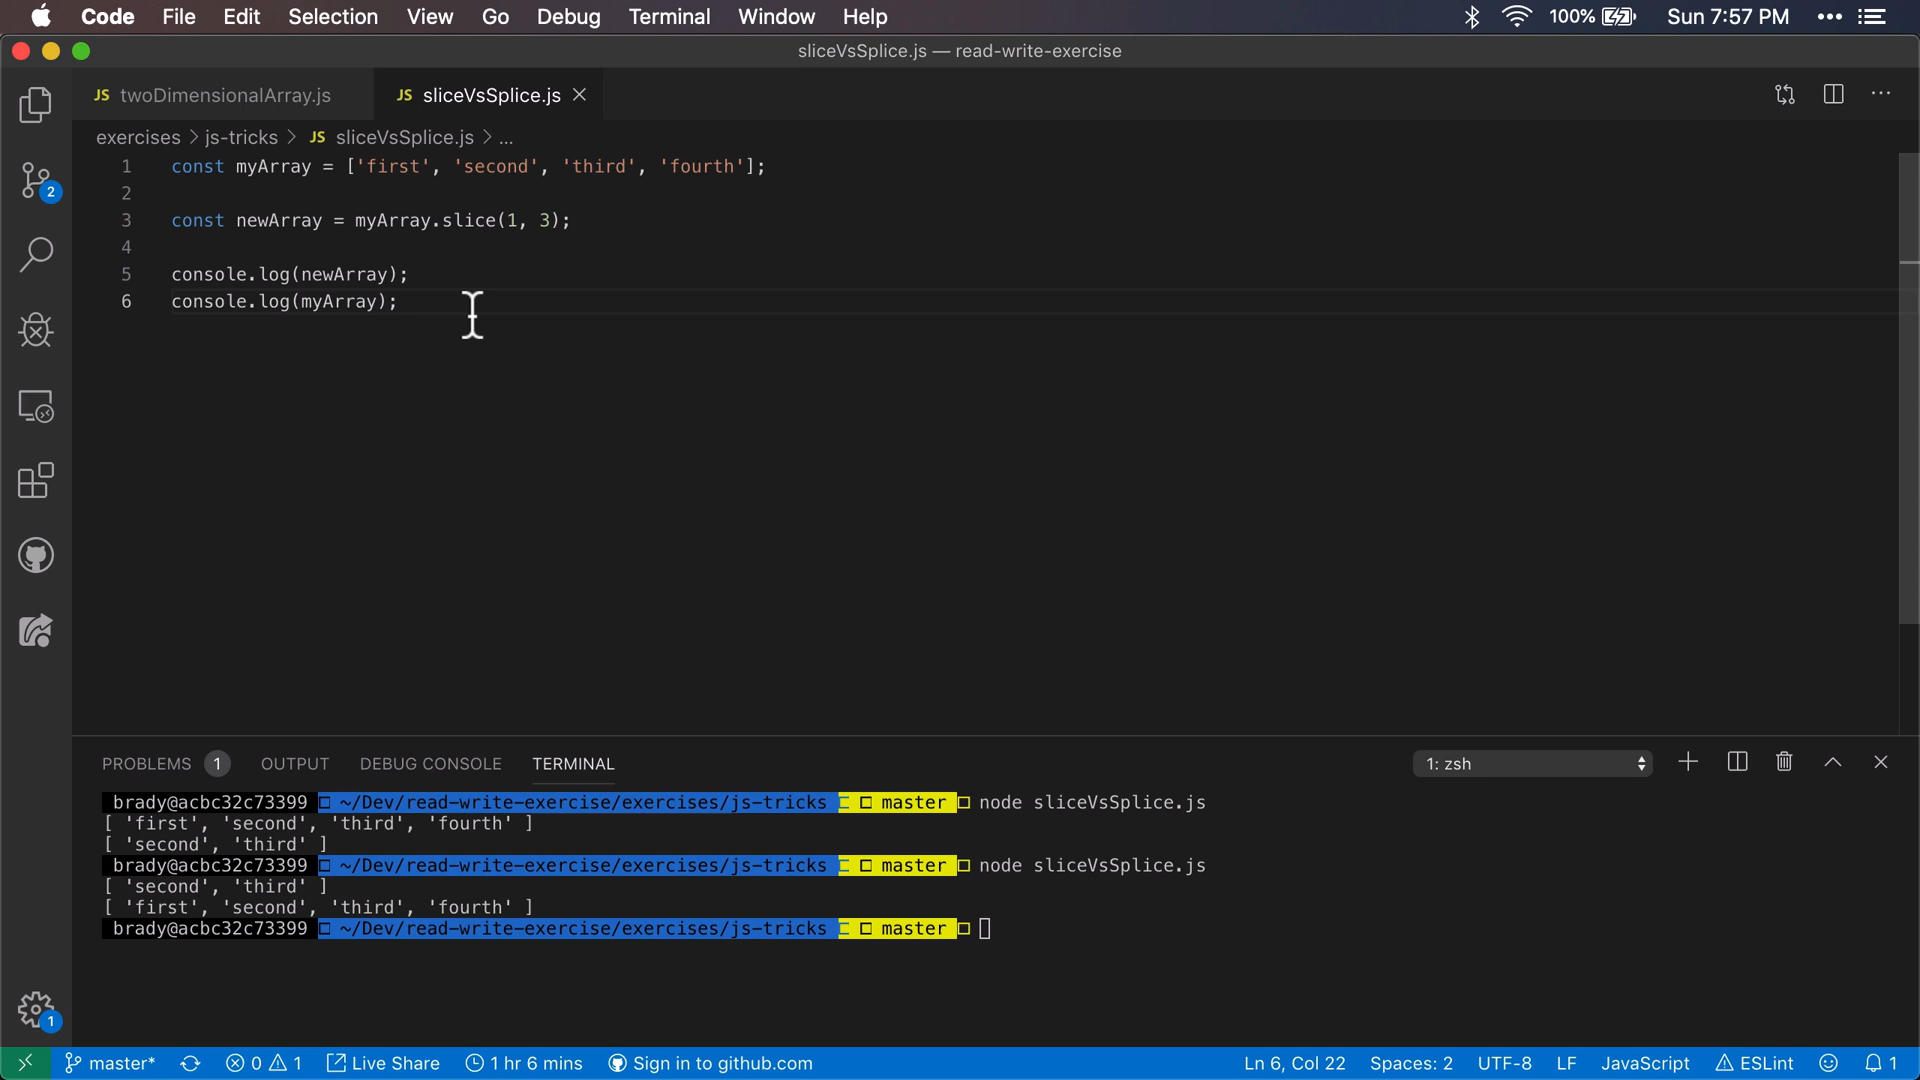 Code File Edit Selection View Go Debug Terminal Window Help 100% Sun 7:57 PM
sliceVsSplice.js — read-write-exercise
JS twoDimensionalArray.js JS sliceVsSplice.js
exercises > js-tricks > JS sliceVsSplice.js > ...
1 const myArray = ['first', 'second', 'third', 'fourth'];
2
3 const newArray = myArray.slice(1, 3);
4
5 console.log(newArray);
6 console.log(myArray);
2
PROBLEMS 1 OUTPUT DEBUG CONSOLE TERMINAL 1: zsh
brady@acbc32c73399 ~/Dev/read-write-exercise/exercises/js-tricks master node sliceVsSplice.js
[ 'first', 'second', 'third', 'fourth' ]
[ 'second', 'third' ]
brady@acbc32c73399 ~/Dev/read-write-exercise/exercises/js-tricks master node sliceVsSplice.js
[ 'second', 'third' ]
[ 'first', 'second', 'third', 'fourth' ]
brady@acbc32c73399 ~/Dev/read-write-exercise/exercises/js-tricks master
1
master* 0 1 Live Share 1 hr 6 mins Sign in to github.com Ln 6, Col 22 Spaces: 2 UTF-8 LF JavaScript ESLint 1